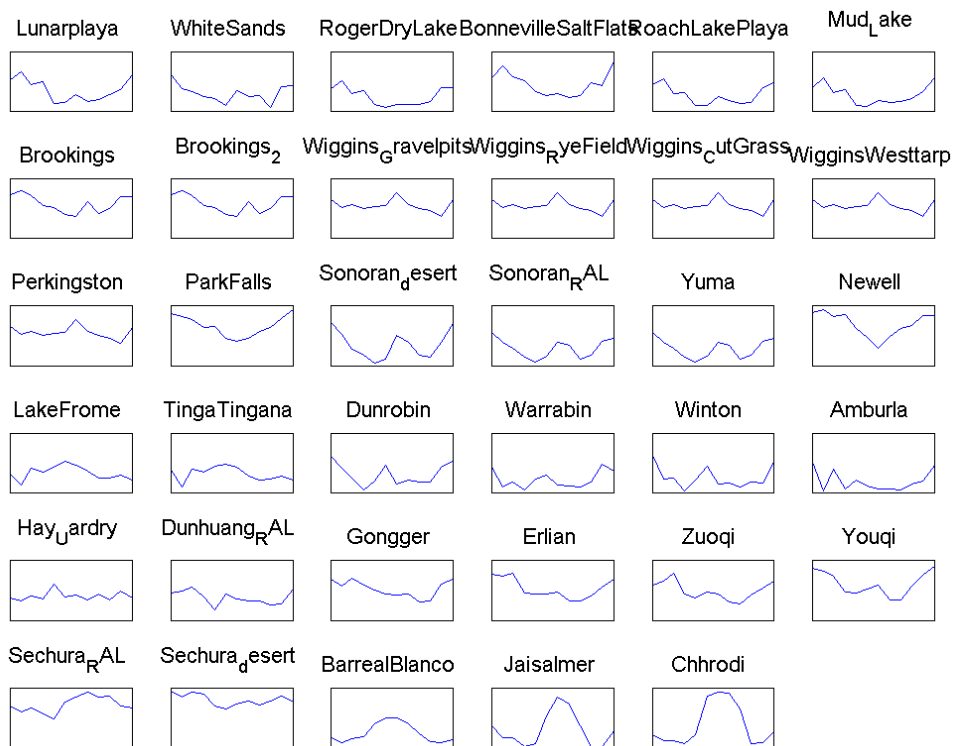 Lunarplaya WhiteSands RogerDryLake BonnevilleSaltFlats RoachLakePlaya Mud_Lake
Brookings Brookings_2 Wiggins_Gravelpits Wiggins_RyeField Wiggins_CutGrass WigginsWesttarp
Perkingston ParkFalls Sonoran_desert Sonoran_RAL Yuma Newell
LakeFrome TingaTingana Dunrobin Warrabin Winton Amburla
Hay_Uardry Dunhuang_RAL Gongger Erlian Zuoqi Youqi
Sechura_RAL Sechura_desert BarrealBlanco Jaisalmer Chhrodi